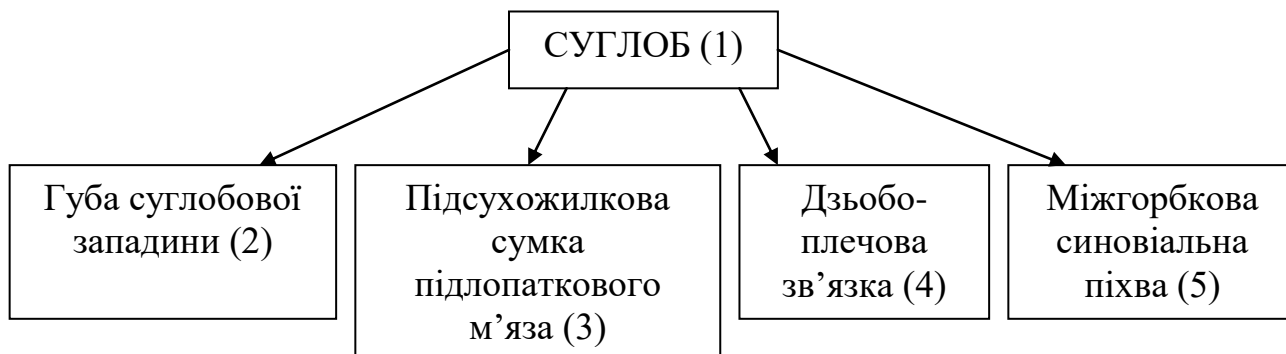 СУГЛОБ (1)
Губа суглобової
западини (2)
Підсухожилкова
сумка
підлопаткового
м’яза (3)
Дзьобо-
плечова
зв’язка (4)
Міжгорбкова
синовіальна
піхва (5)